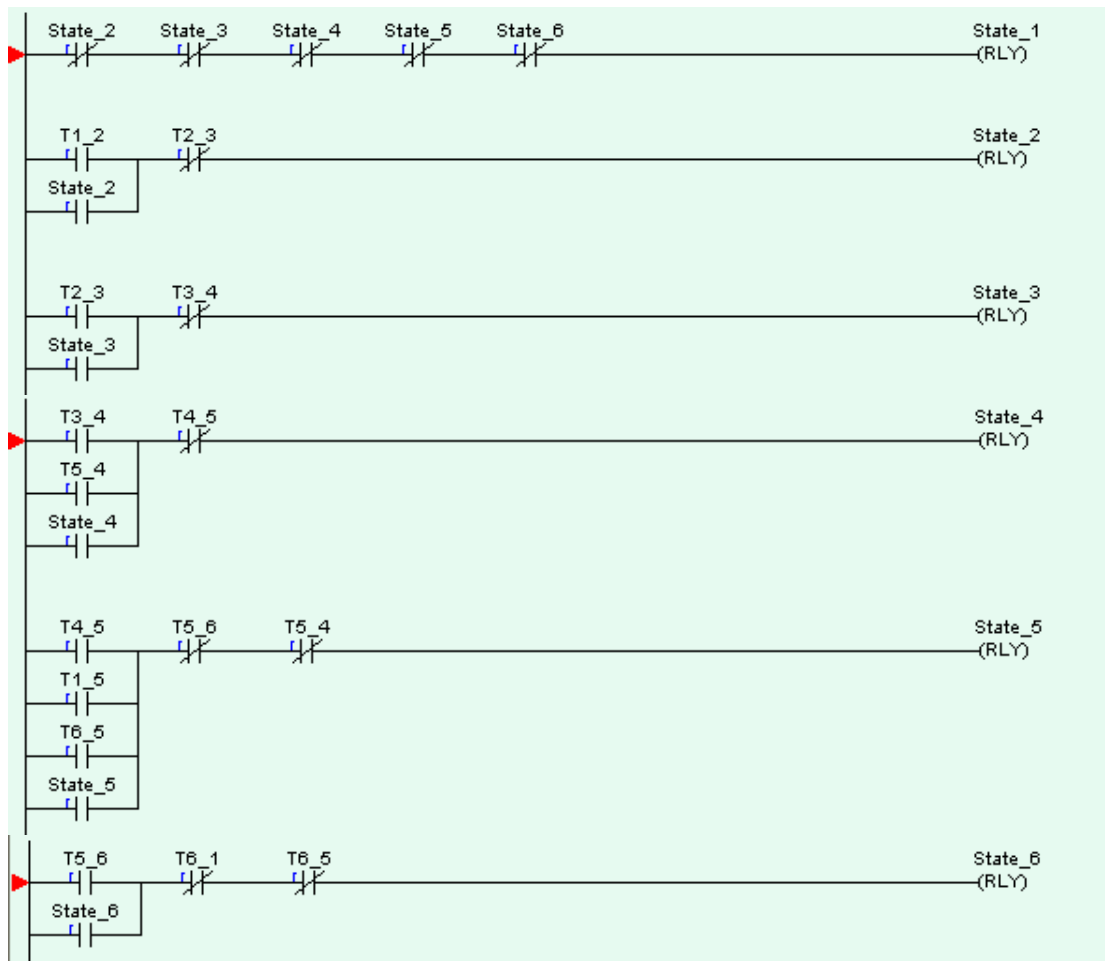 State_2 State_3 State_4 State_5 State_6 State_1
(RLY)
T1_2 T2_3 State_2
(RLY)
State_2
T2_3 T3_4 State_3
(RLY)
State_3
T3_4 T4_5 State_4
(RLY)
T5_4
State_4
T4_5 T5_6 T5_4 State_5
(RLY)
T1_5
T6_5
State_5
T5_6 T6_1 T6_5 State_6
(RLY)
State_6